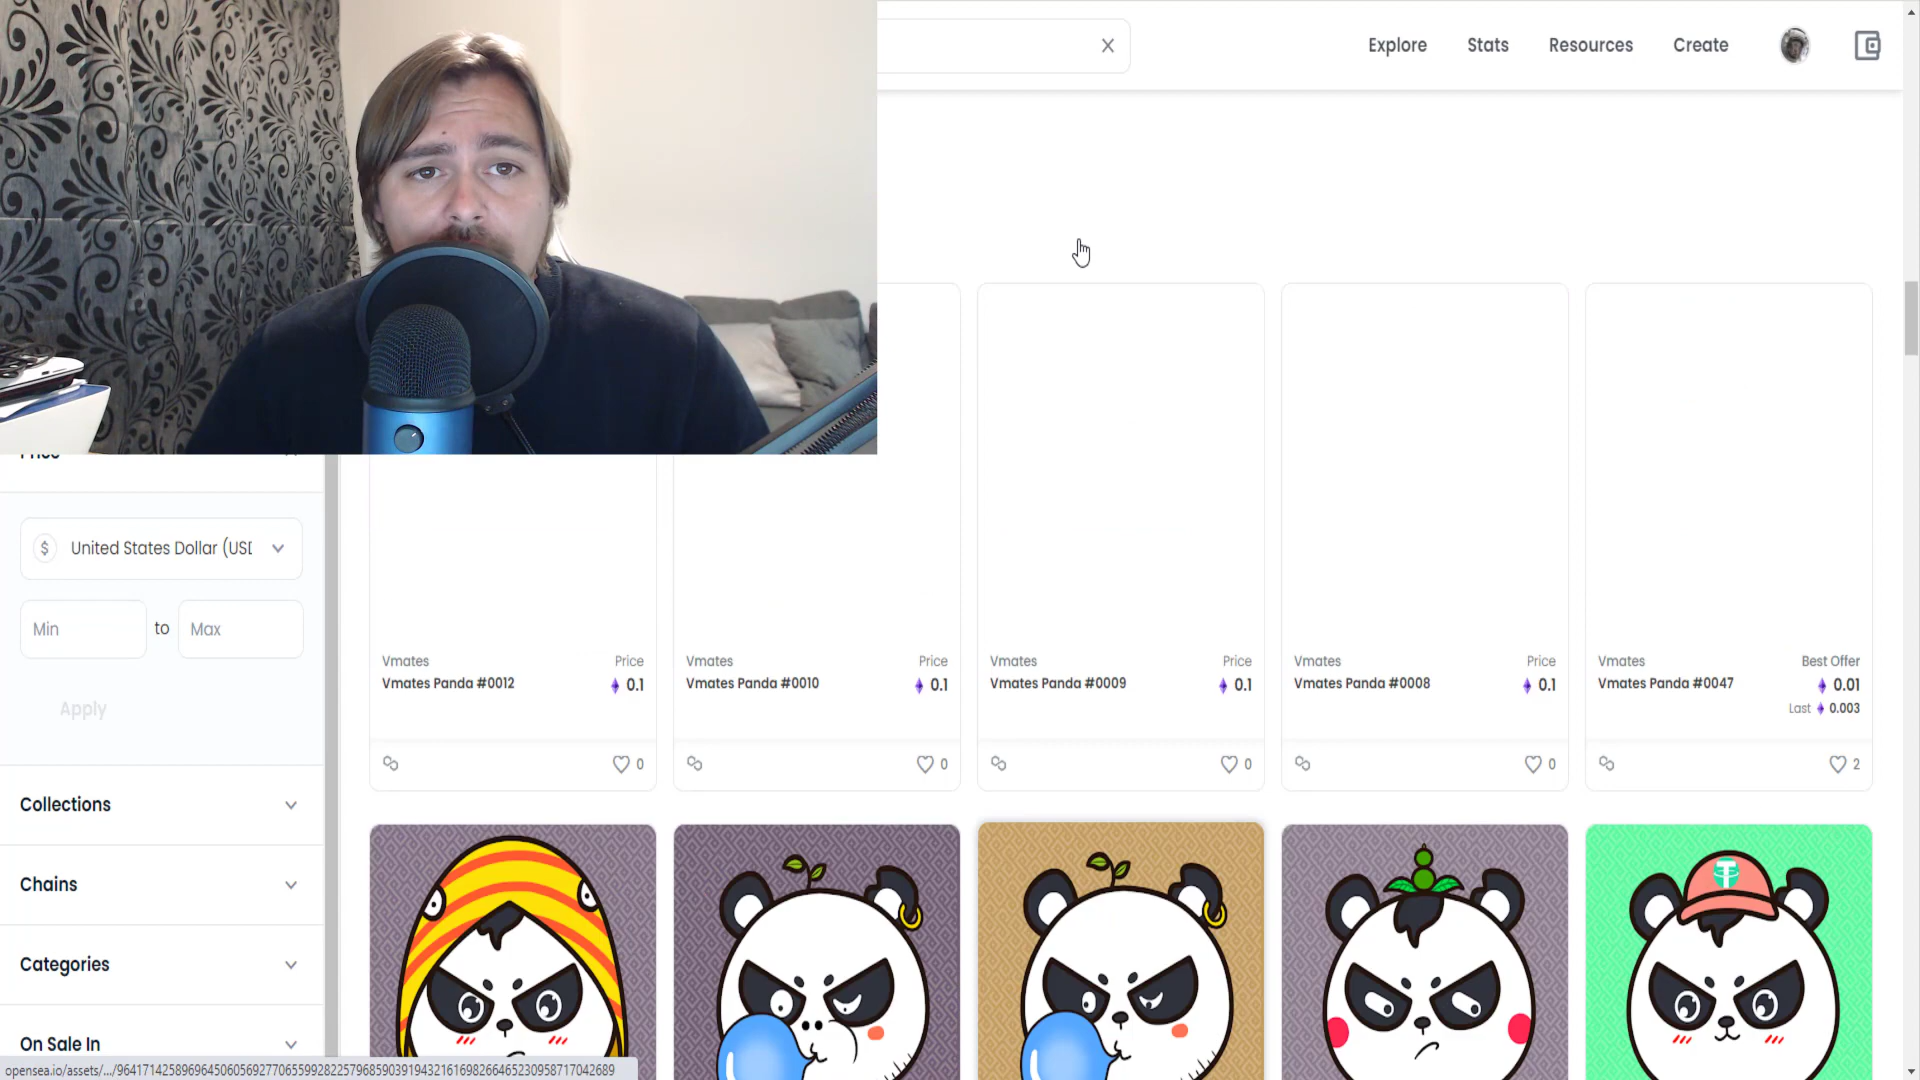 Explore Stats Resources Create
Price
$ United States Dollar (USD
Min to Max
Apply
Collections
Chains
Categories
On Sale In
Vmates Price
Vmates Panda #0012 0.1
0
Vmates Price
Vmates Panda #0010 0.1
0
Vmates Price
Vmates Panda #0009 0.1
0
Vmates Price
Vmates Panda #0008 0.1
0
Vmates Best Offer
Vmates Panda #0047 0.01
Last 0.003
2
opensea.io/assets/.../96417142589696450605692770655992822579685903919432161698266465230958717042689